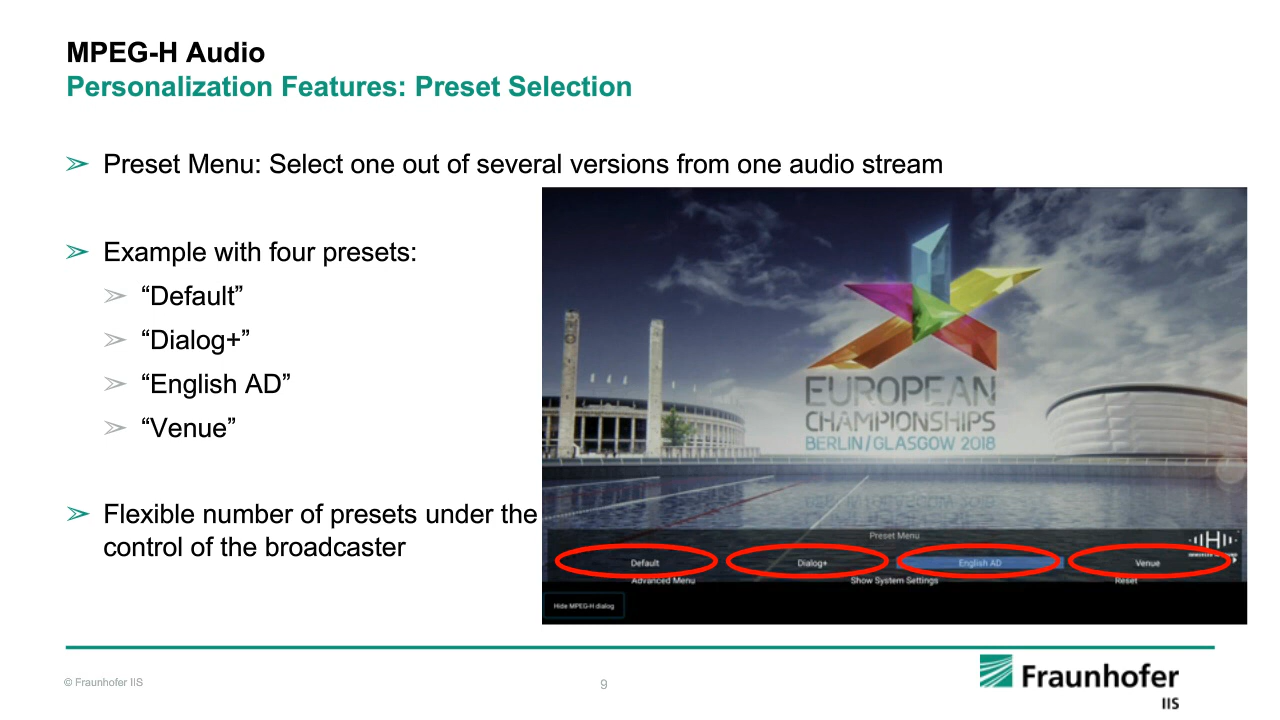 MPEG-H Audio
Personalization Features: Preset Selection
➢ Preset Menu: Select one out of several versions from one audio stream
➢ Example with four presets:
➢ “Default”
➢ “Dialog+”
➢ “English AD”
➢ “Venue”
➢ Flexible number of presets under the
control of the broadcaster
EUROPEAN
CHAMPIONSHIPS
BERLIN/GLASGOW 2018
Preset Menu
Default Dialog+ English AD Venue
Advanced Menu Show System Settings Reset
Hide MPEG-H dialog
© Fraunhofer IIS
9
Fraunhofer
IIS